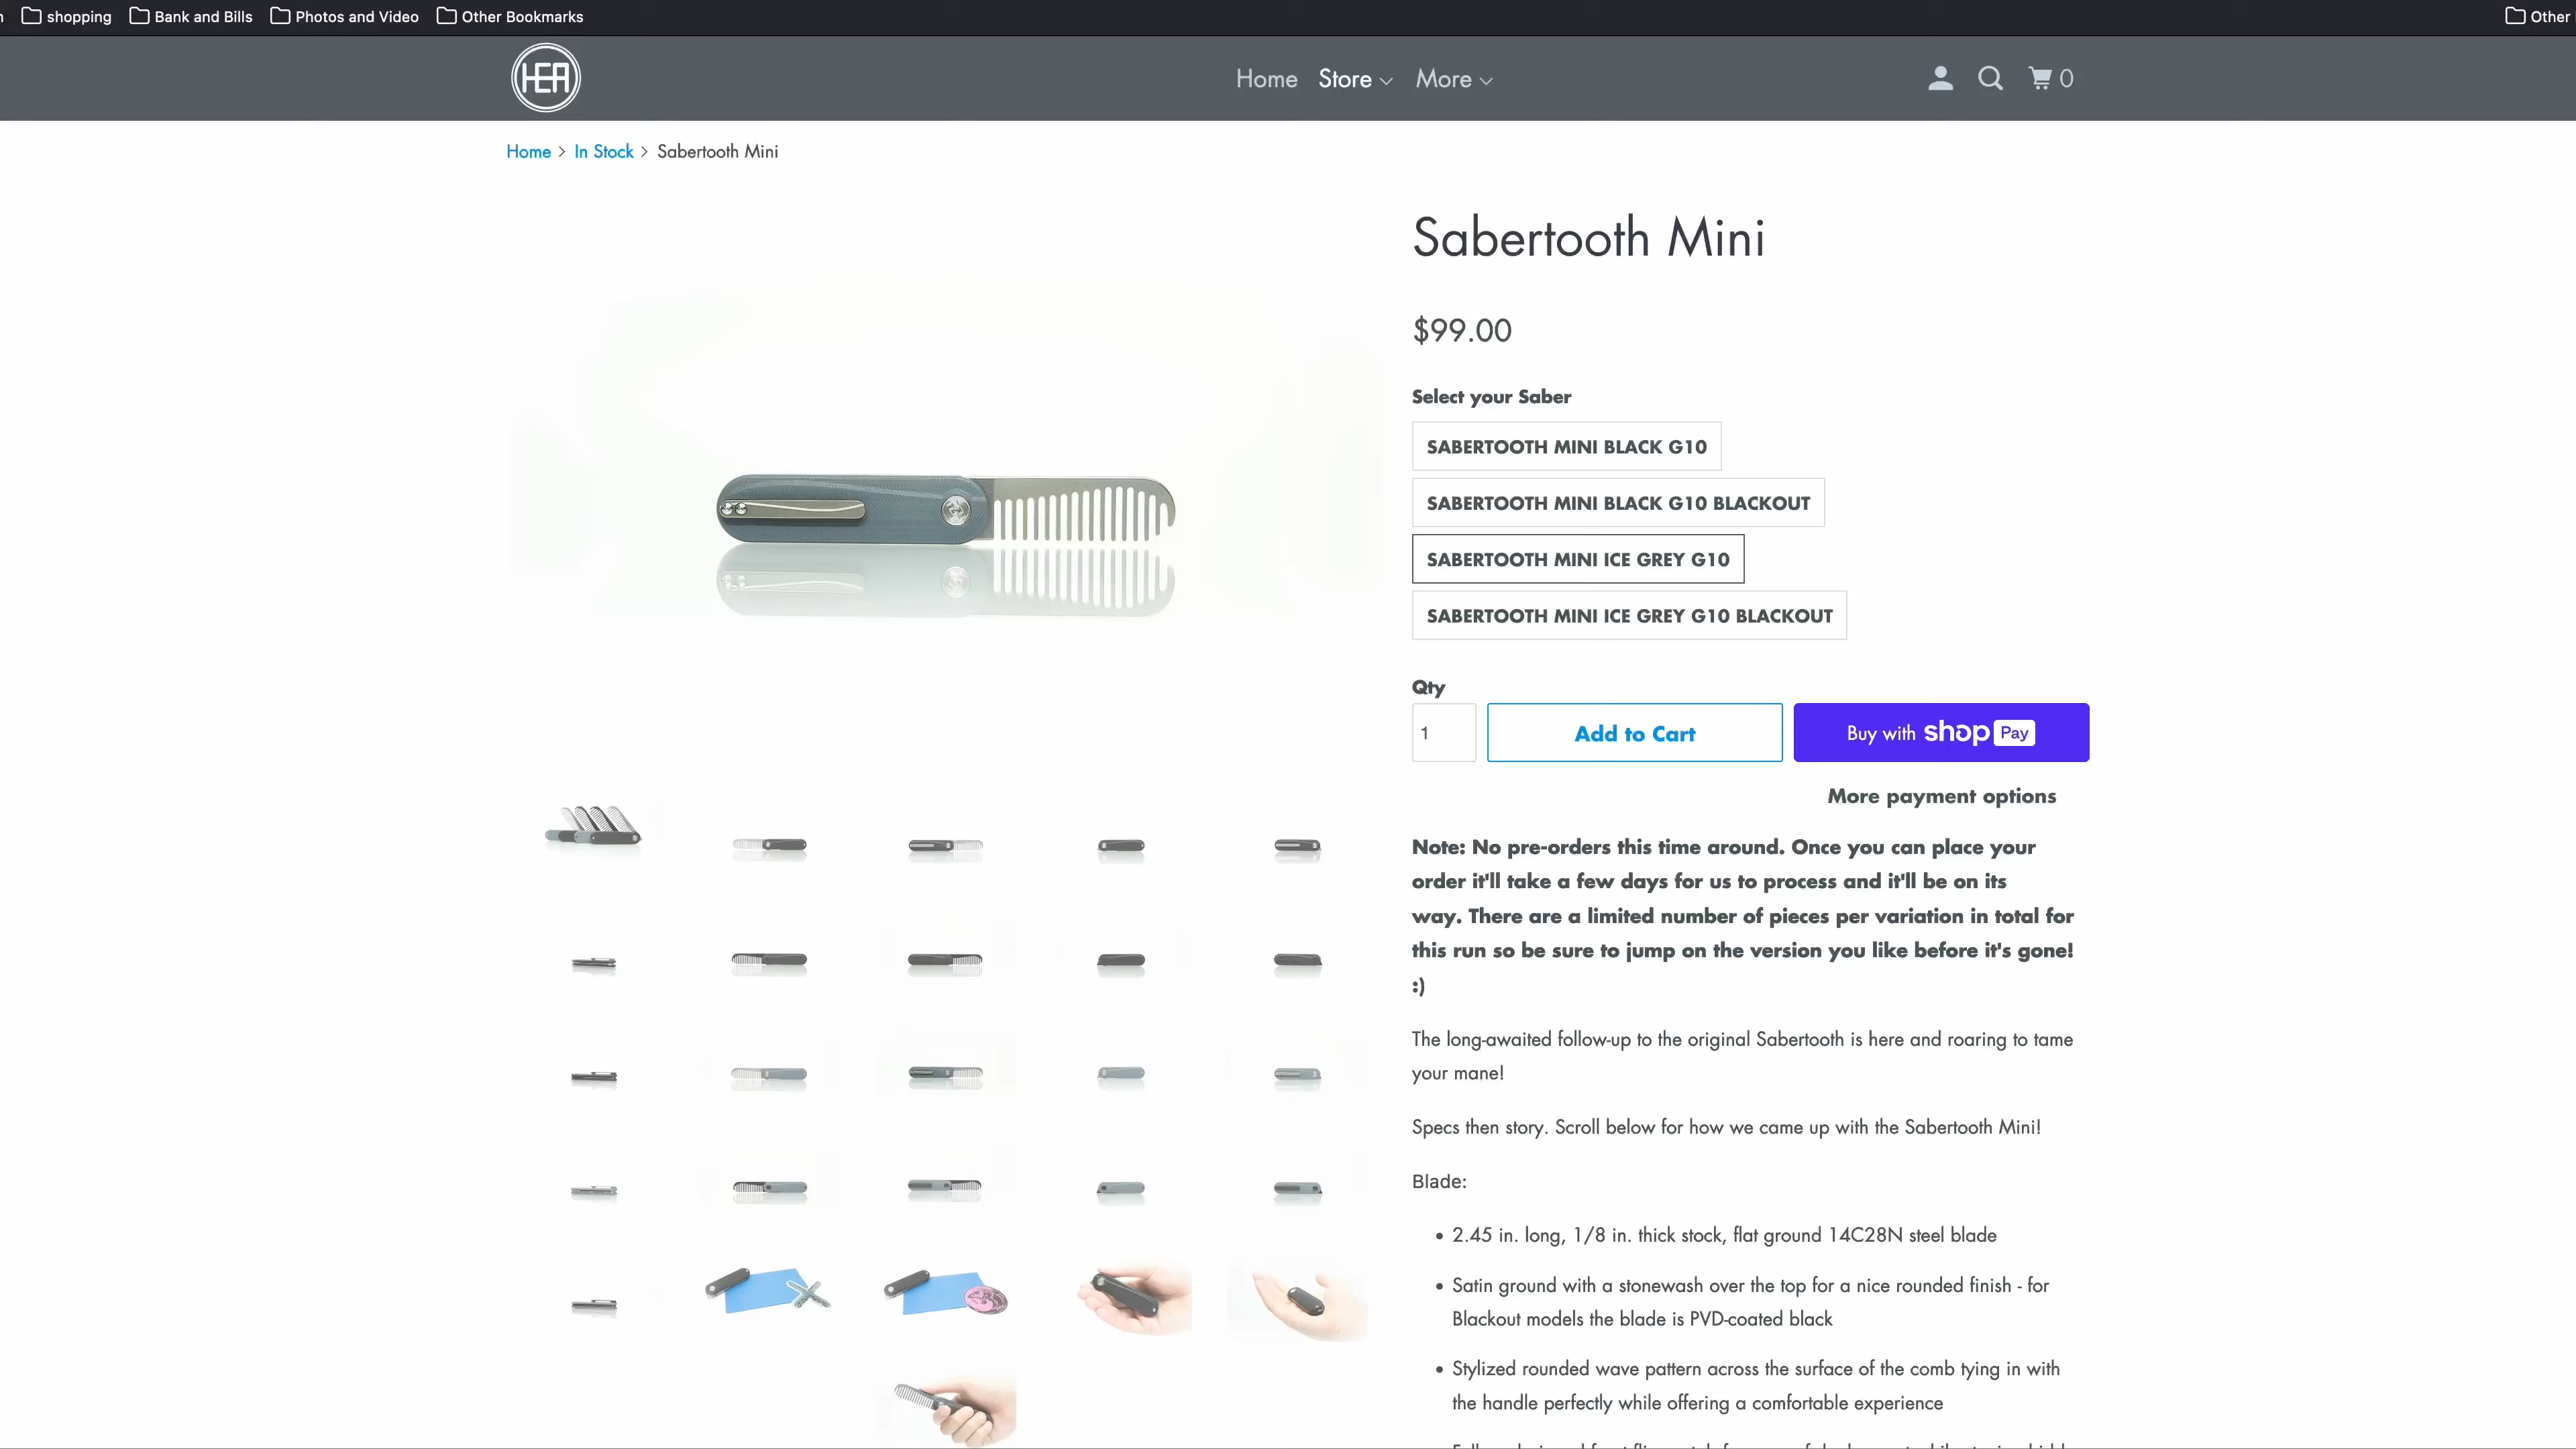 shopping Bank and Bills Photos and Video Other Bookmarks Other
HEA
Home Store More
0
Home > In Stock > Sabertooth Mini
Sabertooth Mini
$99.00
Select your Saber
SABERTOOTH MINI BLACK G10
SABERTOOTH MINI BLACK G10 BLACKOUT
SABERTOOTH MINI ICE GREY G10
SABERTOOTH MINI ICE GREY G10 BLACKOUT
Qty
1 Add to Cart Buy with shop Pay
More payment options
Note: No pre-orders this time around. Once you can place your
order it'll take a few days for us to process and it'll be on its
way. There are a limited number of pieces per variation in total for
this run so be sure to jump on the version you like before it's gone!
:)
The long-awaited follow-up to the original Sabertooth is here and roaring to tame
your mane!
Specs then story. Scroll below for how we came up with the Sabertooth Mini!
Blade:
• 2.45 in. long, 1/8 in. thick stock, flat ground 14C28N steel blade
• Satin ground with a stonewash over the top for a nice rounded finish - for
Blackout models the blade is PVD-coated black
• Stylized rounded wave pattern across the surface of the comb tying in with
the handle perfectly while offering a comfortable experience